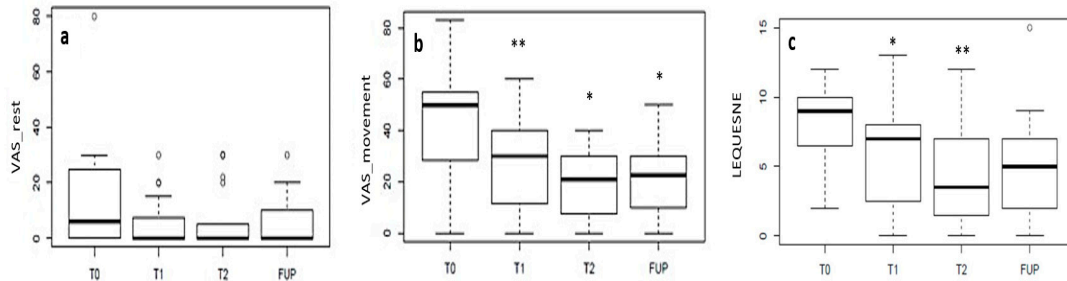 a
VAS_rest
80
60
40
20
0
T0 T1 T2 FUP
b
VAS_movement
80
60
40
20
0
** * *
T0 T1 T2 FUP
c
LEQUESNE
15
10
5
0
* **
T0 T1 T2 FUP